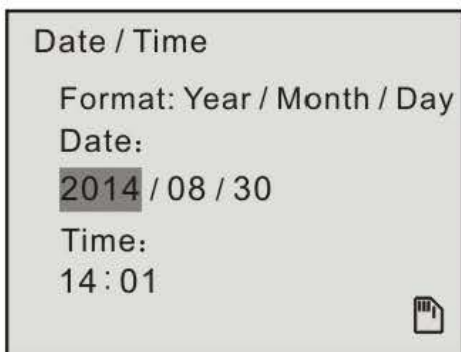 Date / Time
Format: Year / Month / Day
Date:
2014 / 08 / 30
Time:
14:01